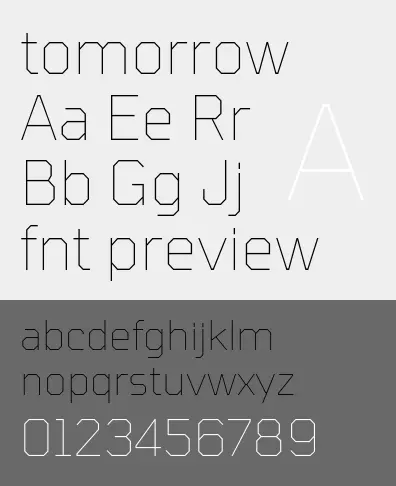 tomorrow
Aa Ee Rr
A
Bb Gg Jj
fnt preview
abcdefghijklm
nopqrstuvwxyz
0123456789